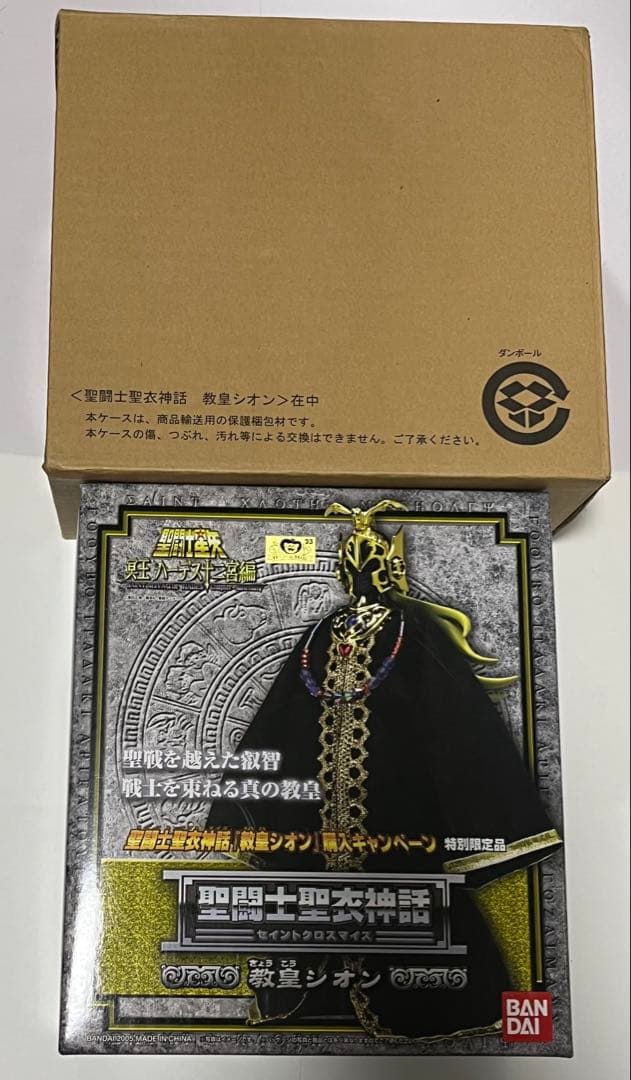 ダンボール
＜聖闘士聖衣神話　教皇シオン＞在中
本ケースは、商品輸送用の保護梱包材です。
本ケースの傷、つぶれ、汚れ等による交換はできません。ご了承ください。
聖闘士星矢
冥王 ハーデス十二宮編
聖戦を越えた叡智
戦士を束ねる真の教皇
聖闘士聖衣神話「教皇シオン」購入キャンペーン 特別限定品
聖闘士聖衣神話
セイントクロスマイス
きょう こう
教皇シオン
BAN
DAI
©BANDAI 2005 MADE IN CHINA